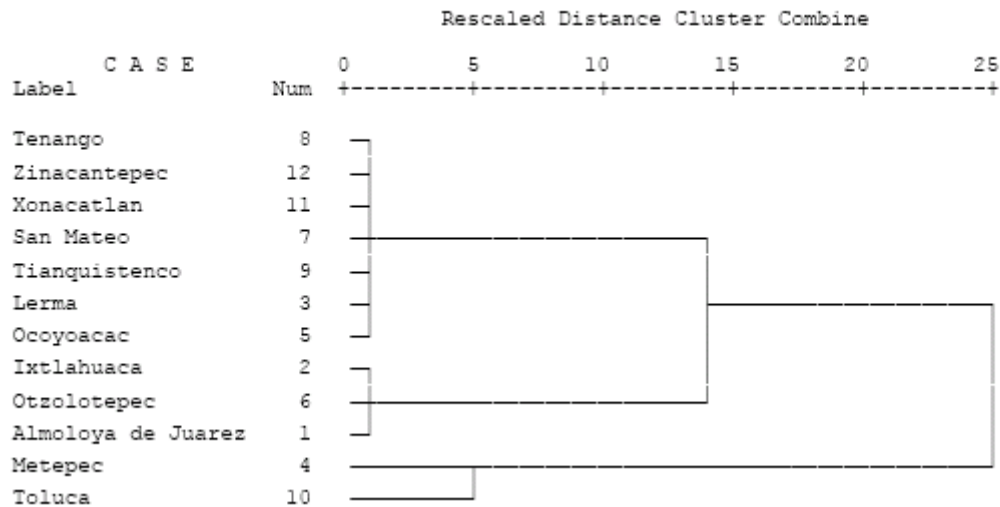 Rescaled Distance Cluster Combine
C A S E 0 5 10 15 20 25
Label Num +---------+---------+---------+---------+---------+
Tenango 8
Zinacantepec 12
Xonacatlan 11
San Mateo 7
Tianquistenco 9
Lerma 3
Ocoyoacac 5
Ixtlahuaca 2
Otzolotepec 6
Almoloya de Juarez 1
Metepec 4
Toluca 10